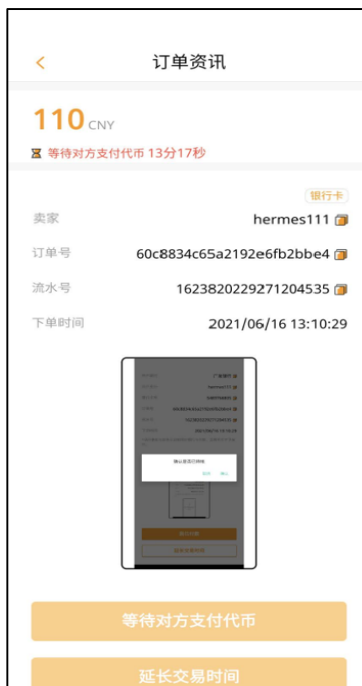 订单资讯
110 CNY
等待对方支付代币 13分17秒
银行卡
卖家 hermes111
订单号 60c8834c65a2192e6fb2bbe4
流水号 1623820229271204535
下单时间 2021/06/16 13:10:29
等待对方支付代币
延长交易时间